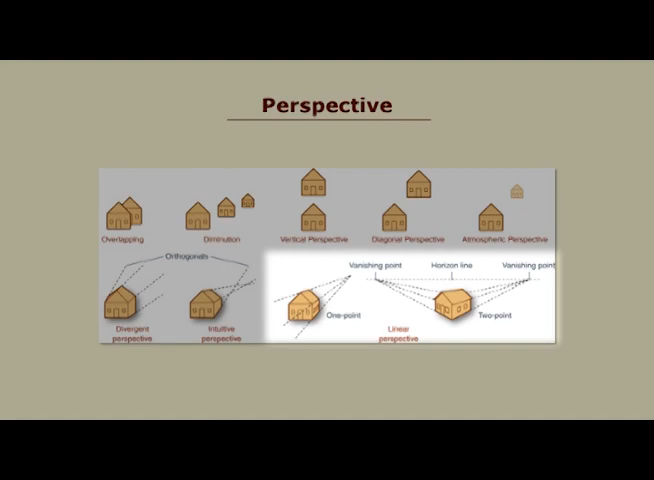 Perspective
Overlapping
Diminution
Vertical Perspective
Diagonal Perspective
Atmospheric Perspective
Orthogonals
Vanishing point
Horizon line
Vanishing point
One-point
Two-point
Divergent
perspective
Intuitive
perspective
Linear
perspective